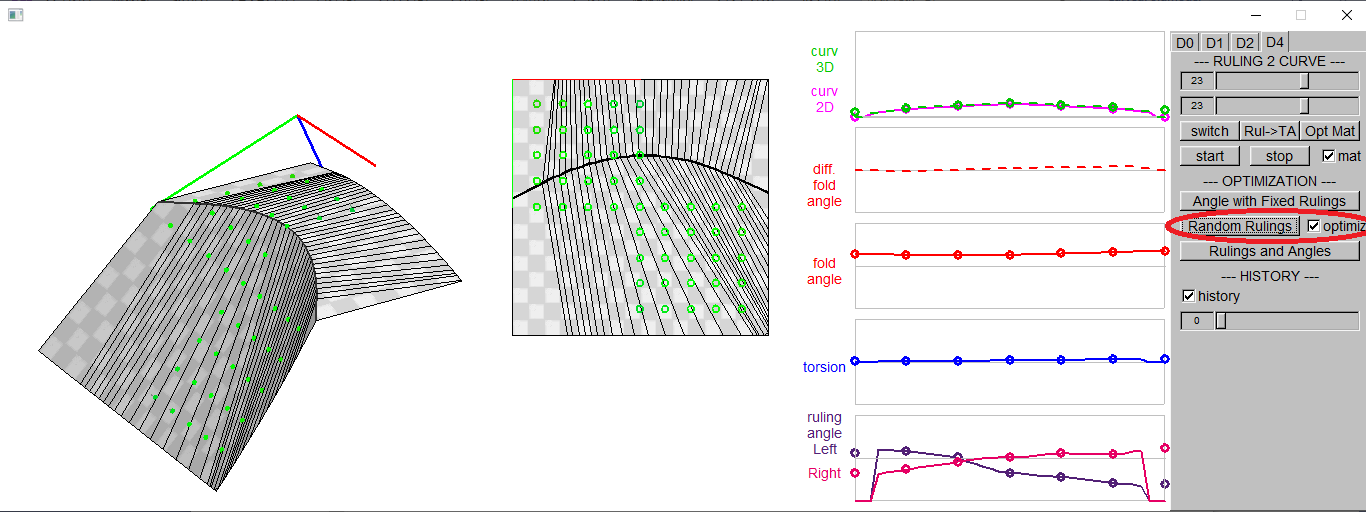 curv
3D
curv
2D
diff.
fold
angle
fold
angle
torsion
ruling
angle
Left
Right
D0 D1 D2 D4
--- RULING 2 CURVE ---
23
23
switch Rul->TA Opt Mat
start stop mat
--- OPTIMIZATION ---
Angle with Fixed Rulings
Random Rulings optimiz
Rulings and Angles
--- HISTORY ---
history
0